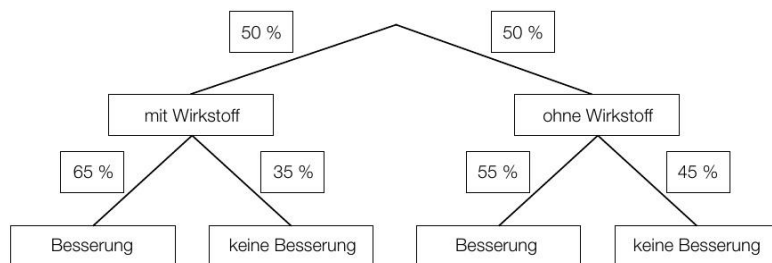 50 %
50 %
mit Wirkstoff
ohne Wirkstoff
65 %
35 %
55 %
45 %
Besserung
keine Besserung
Besserung
keine Besserung